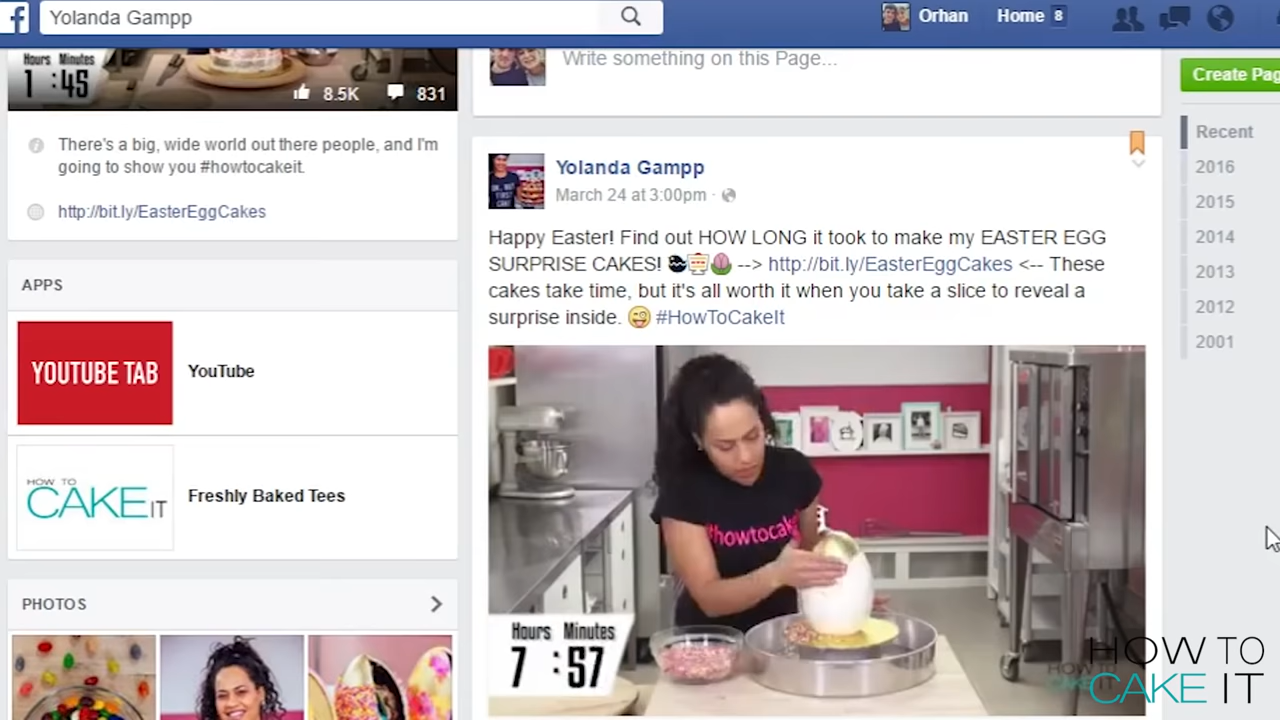 Yolanda Gampp
Orhan
Home 8
Hours Minutes
1 :45
8.5K 831
There's a big, wide world out there people, and I'm
going to show you #howtocakeit.
http://bit.ly/EasterEggCakes
APPS
YOUTUBE TAB
YouTube
HOW TO
CAKE IT
Freshly Baked Tees
PHOTOS
Write something on this Page...
Yolanda Gampp
March 24 at 3:00pm ·
Happy Easter! Find out HOW LONG it took to make my EASTER EGG
SURPRISE CAKES! --> http://bit.ly/EasterEggCakes <-- These
cakes take time, but it's all worth it when you take a slice to reveal a
surprise inside. #HowToCakeIt
Hours Minutes
7 :57
Create Pag
Recent
2016
2015
2014
2013
2012
2001
HOW TO
CAKE IT